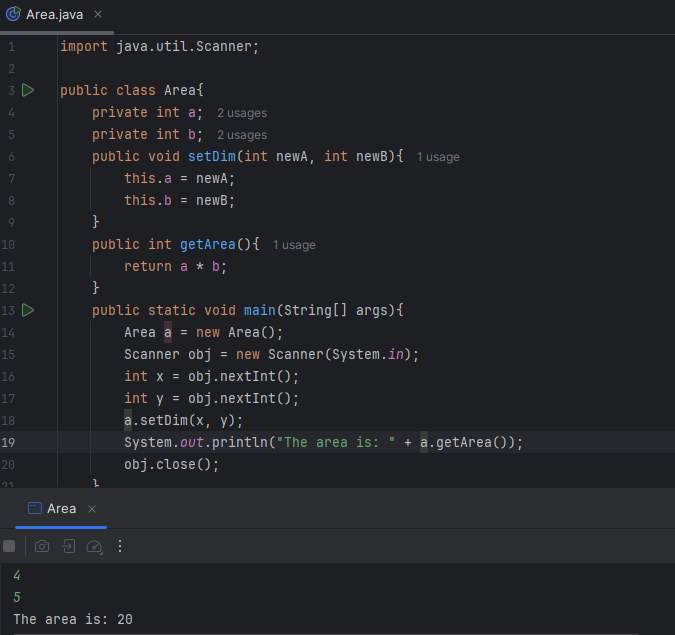 Area.java
1 import java.util.Scanner;
2
3 public class Area{
4 private int a; 2 usages
5 private int b; 2 usages
6 public void setDim(int newA, int newB){ 1 usage
7 this.a = newA;
8 this.b = newB;
9 }
10 public int getArea(){ 1 usage
11 return a * b;
12 }
13 public static void main(String[] args){
14 Area a = new Area();
15 Scanner obj = new Scanner(System.in);
16 int x = obj.nextInt();
17 int y = obj.nextInt();
18 a.setDim(x, y);
19 System.out.println("The area is: " + a.getArea());
20 obj.close();
21 }
Area
4
5
The area is: 20